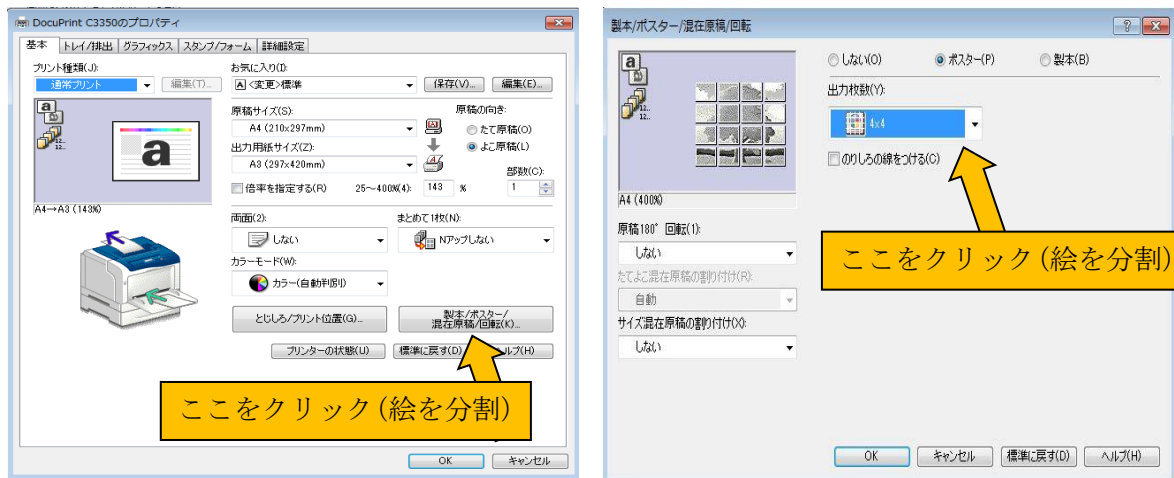 DocuPrint C3350のプロパティ
基本 トレイ/排出 グラフィックス スタンプ/フォーム 詳細設定
プリント種類(J):
通常プリント 編集(T)...
お気に入り(I):
<変更>標準 保存(V)... 編集(E)...
原稿サイズ(S):
A4 (210x297mm)
原稿の向き:
たて原稿(O)
よこ原稿(L)
出力用紙サイズ(Z):
A3 (297x420mm)
部数(C):
倍率を指定する(R) 25～400%(4): 143 % 1
A4→A3 (143%)
両面(2):
しない
まとめて1枚(N):
Nアップしない
カラーモード(W):
カラー(自動判別)
とじしろ/プリント位置(G)...
製本/ポスター/
混在原稿/回転(K)...
プリンターの状態(U) 標準に戻す(D) ヘルプ(H)
ここをクリック(絵を分割)
OK キャンセル
製本/ポスター/混在原稿/回転
しない(O) ポスター(P) 製本(B)
出力枚数(Y):
4x4
のりしろの線をつける(C)
A4 (400%)
原稿180°回転(1):
しない
たてよこ混在原稿の割り付け(R):
自動
サイズ混在原稿の割り付け(X):
しない
ここをクリック(絵を分割)
OK キャンセル 標準に戻す(D) ヘルプ(H)